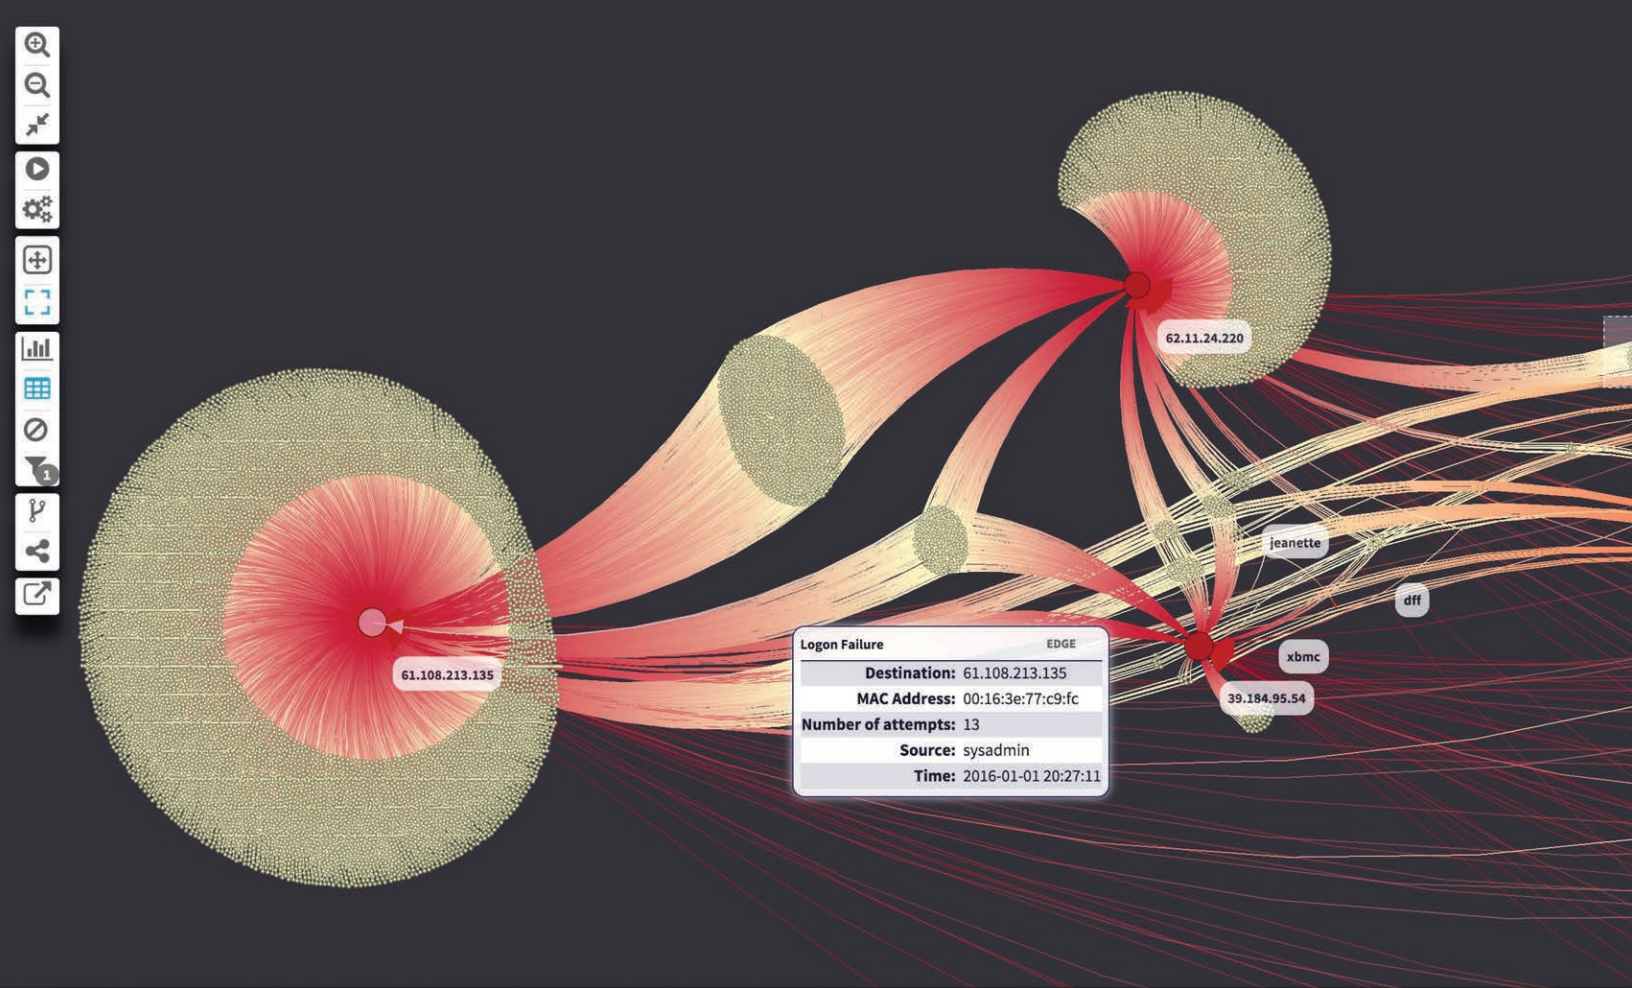 1
62.11.24.220
jeanette
dff
xbmc
61.108.213.135
39.184.95.54
Logon Failure EDGE
Destination: 61.108.213.135
MAC Address: 00:16:3e:77:c9:fc
Number of attempts: 13
Source: sysadmin
Time: 2016-01-01 20:27:11